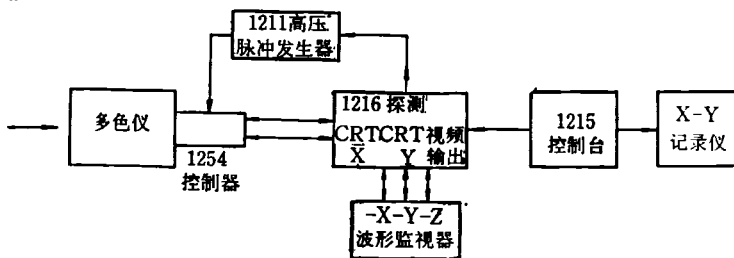 1211高压
脉冲发生器
多色仪
1254
控制器
1216 探测
CRTCRT 视频
X̅ Y 输出
-X-Y-Z
波形监视器
1215
控制台
X-Y
记录仪